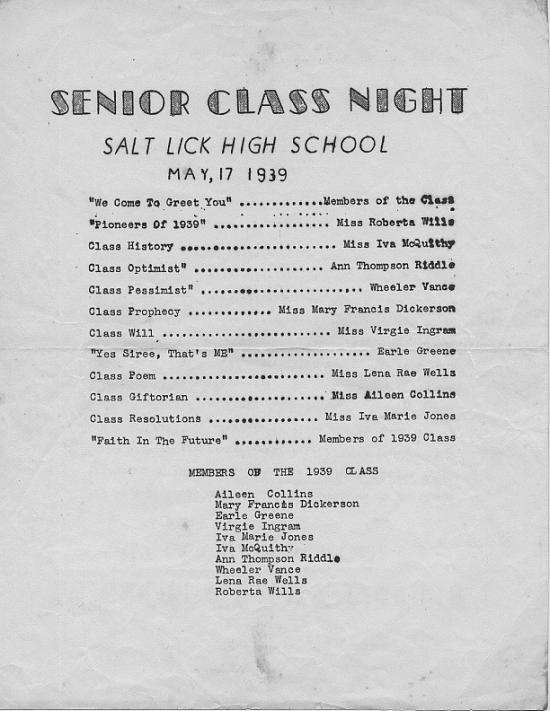 SENIOR CLASS NIGHT
SALT LICK HIGH SCHOOL
MAY, 17 1939
"We Come To Greet You" ............. Members of the Class
"Pioneers Of 1939" .................. Miss Roberta Wills
Class History ........................ Miss Iva McQuithy
Class Optimist" .................... Ann Thompson Riddle
Class Pessimist" ......................... Wheeler Vance
Class Prophecy ............. Miss Mary Francis Dickerson
Class Will .......................... Miss Virgie Ingram
"Yes Siree, That's ME" .................... Earle Greene
Class Poem ......................... Miss Lena Rae Wells
Class Giftorian .................... Miss Aileen Collins
Class Resolutions ................. Miss Iva Marie Jones
"Faith In The Future" ............ Members of 1939 Class
MEMBERS OF THE 1939 CLASS
Aileen Collins
Mary Francis Dickerson
Earle Greene
Virgie Ingram
Iva Marie Jones
Iva McQuithy
Ann Thompson Riddle
Wheeler Vance
Lena Rae Wells
Roberta Wills